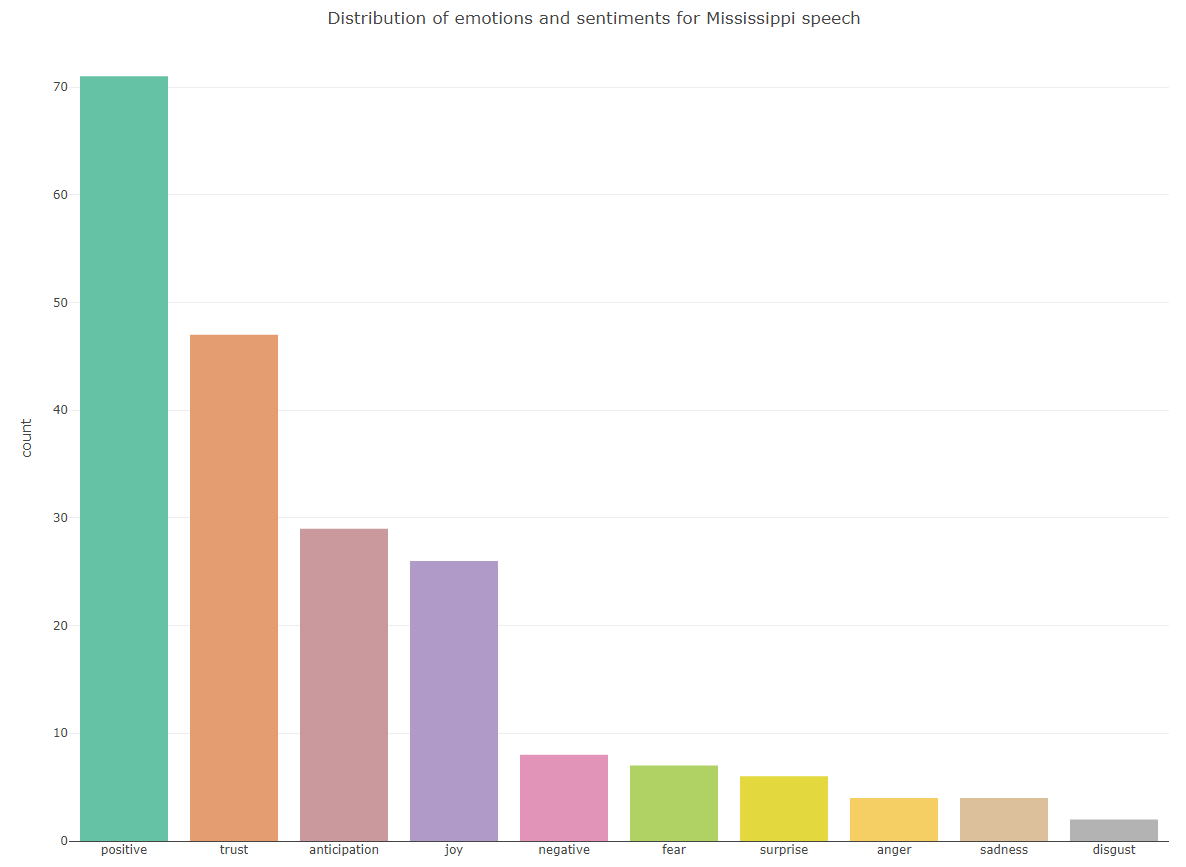 Distribution of emotions and sentiments for Mississippi speech
70
60
50
40
30
20
10
0
count
positive trust anticipation joy negative fear surprise anger sadness disgust